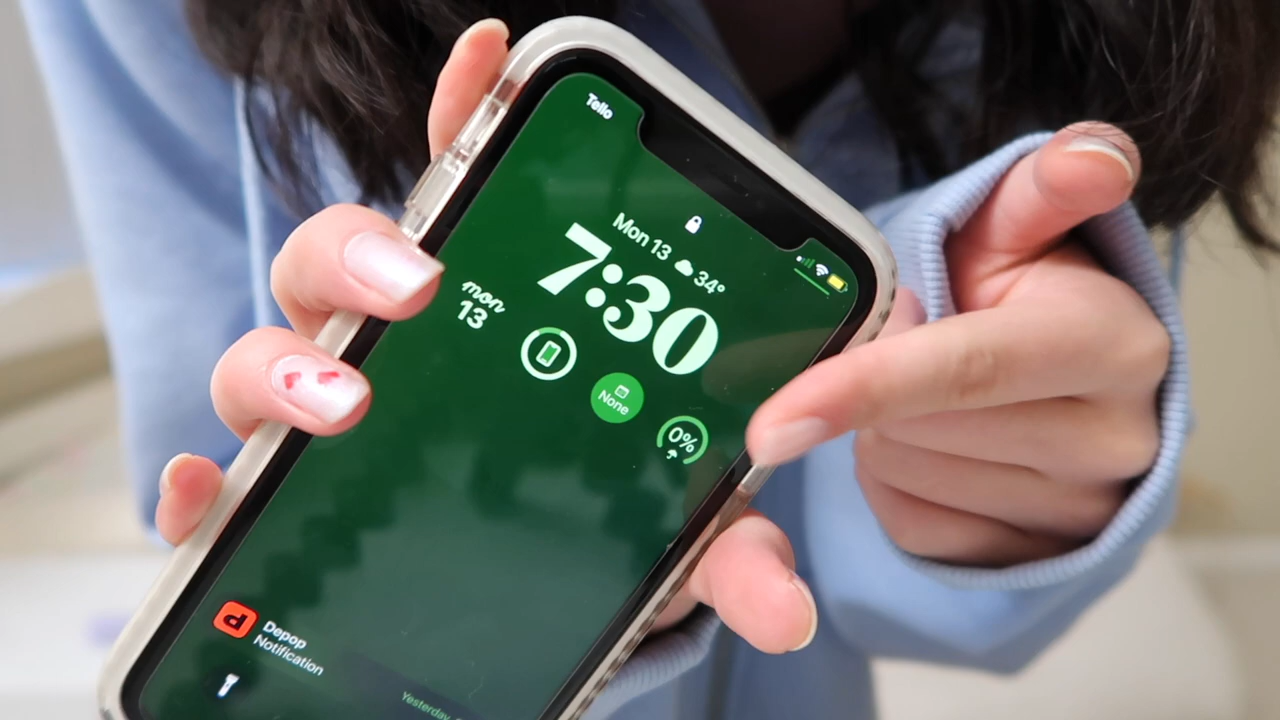 Tello
Mon 13 34°
7:30
mon
13
None
0%
Depop
Notification
Yesterday,